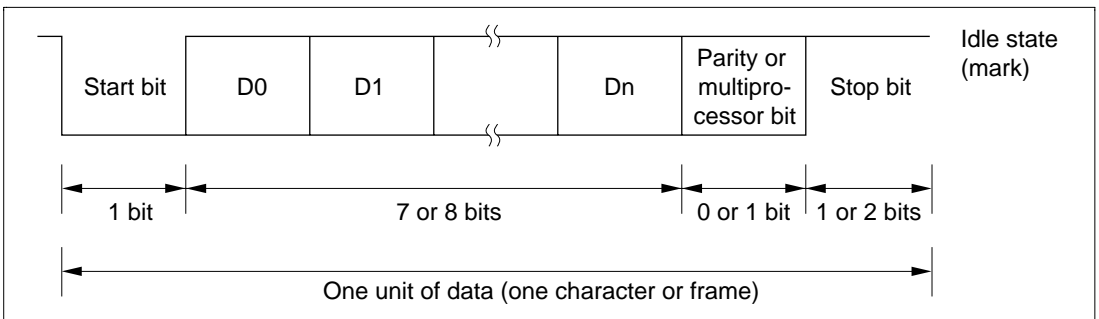 Idle state
(mark)
Start bit
D0
D1
Dn
Parity or
multipro-
cessor bit
Stop bit
1 bit
7 or 8 bits
0 or 1 bit
1 or 2 bits
One unit of data (one character or frame)